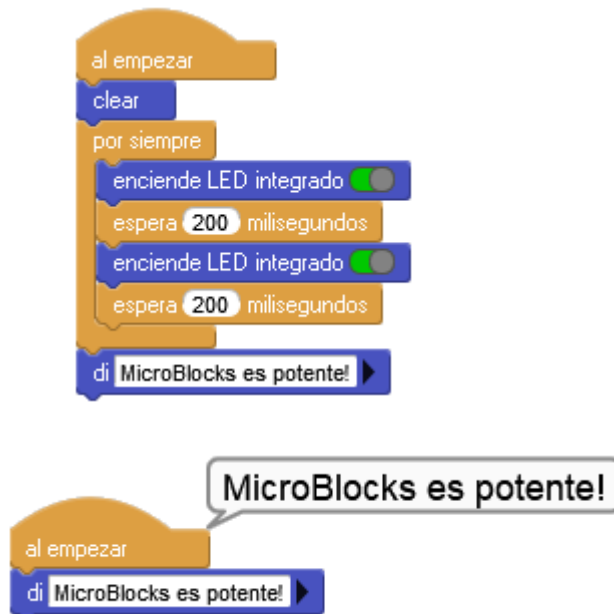 al empezar
clear
por siempre
enciende LED integrado
espera 200 milisegundos
enciende LED integrado
espera 200 milisegundos
di MicroBlocks es potente!
MicroBlocks es potente!
al empezar
di MicroBlocks es potente!